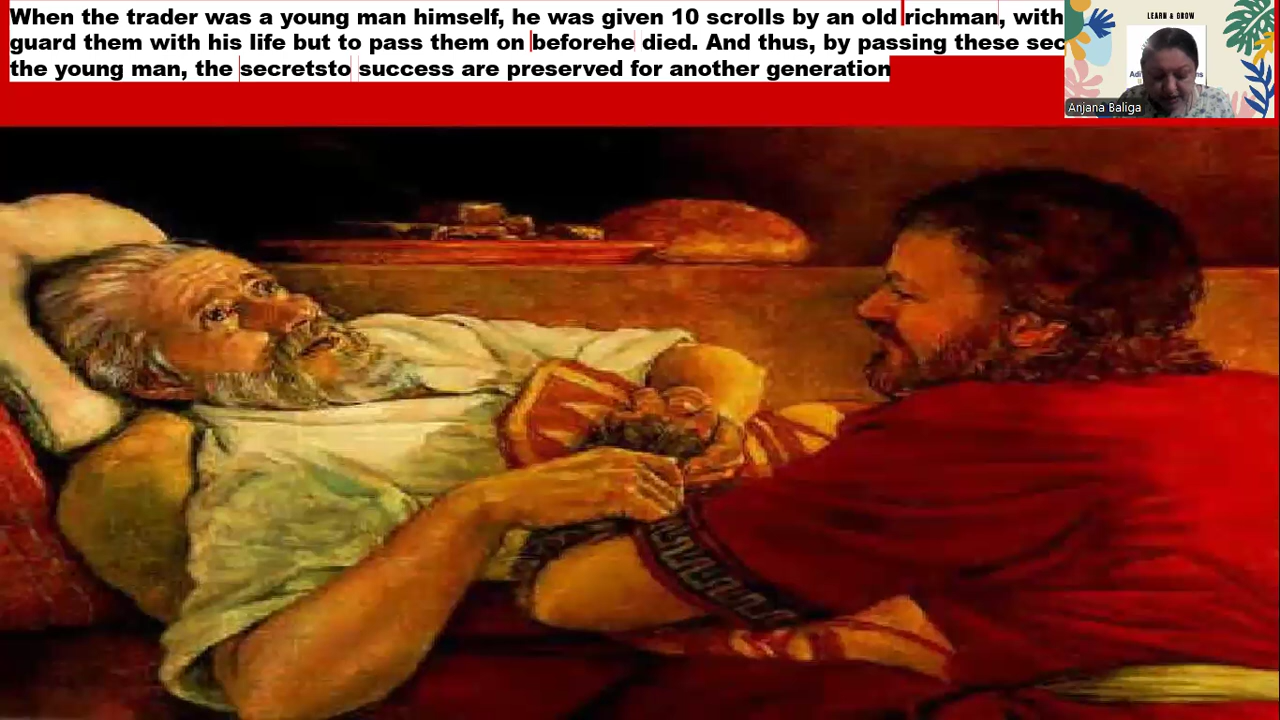 When the trader was a young man himself, he was given 10 scrolls by an old richman, with
guard them with his life but to pass them on beforehe died. And thus, by passing these sec
the young man, the secretsto success are preserved for another generation
LEARN & GROW
Anjana Baliga